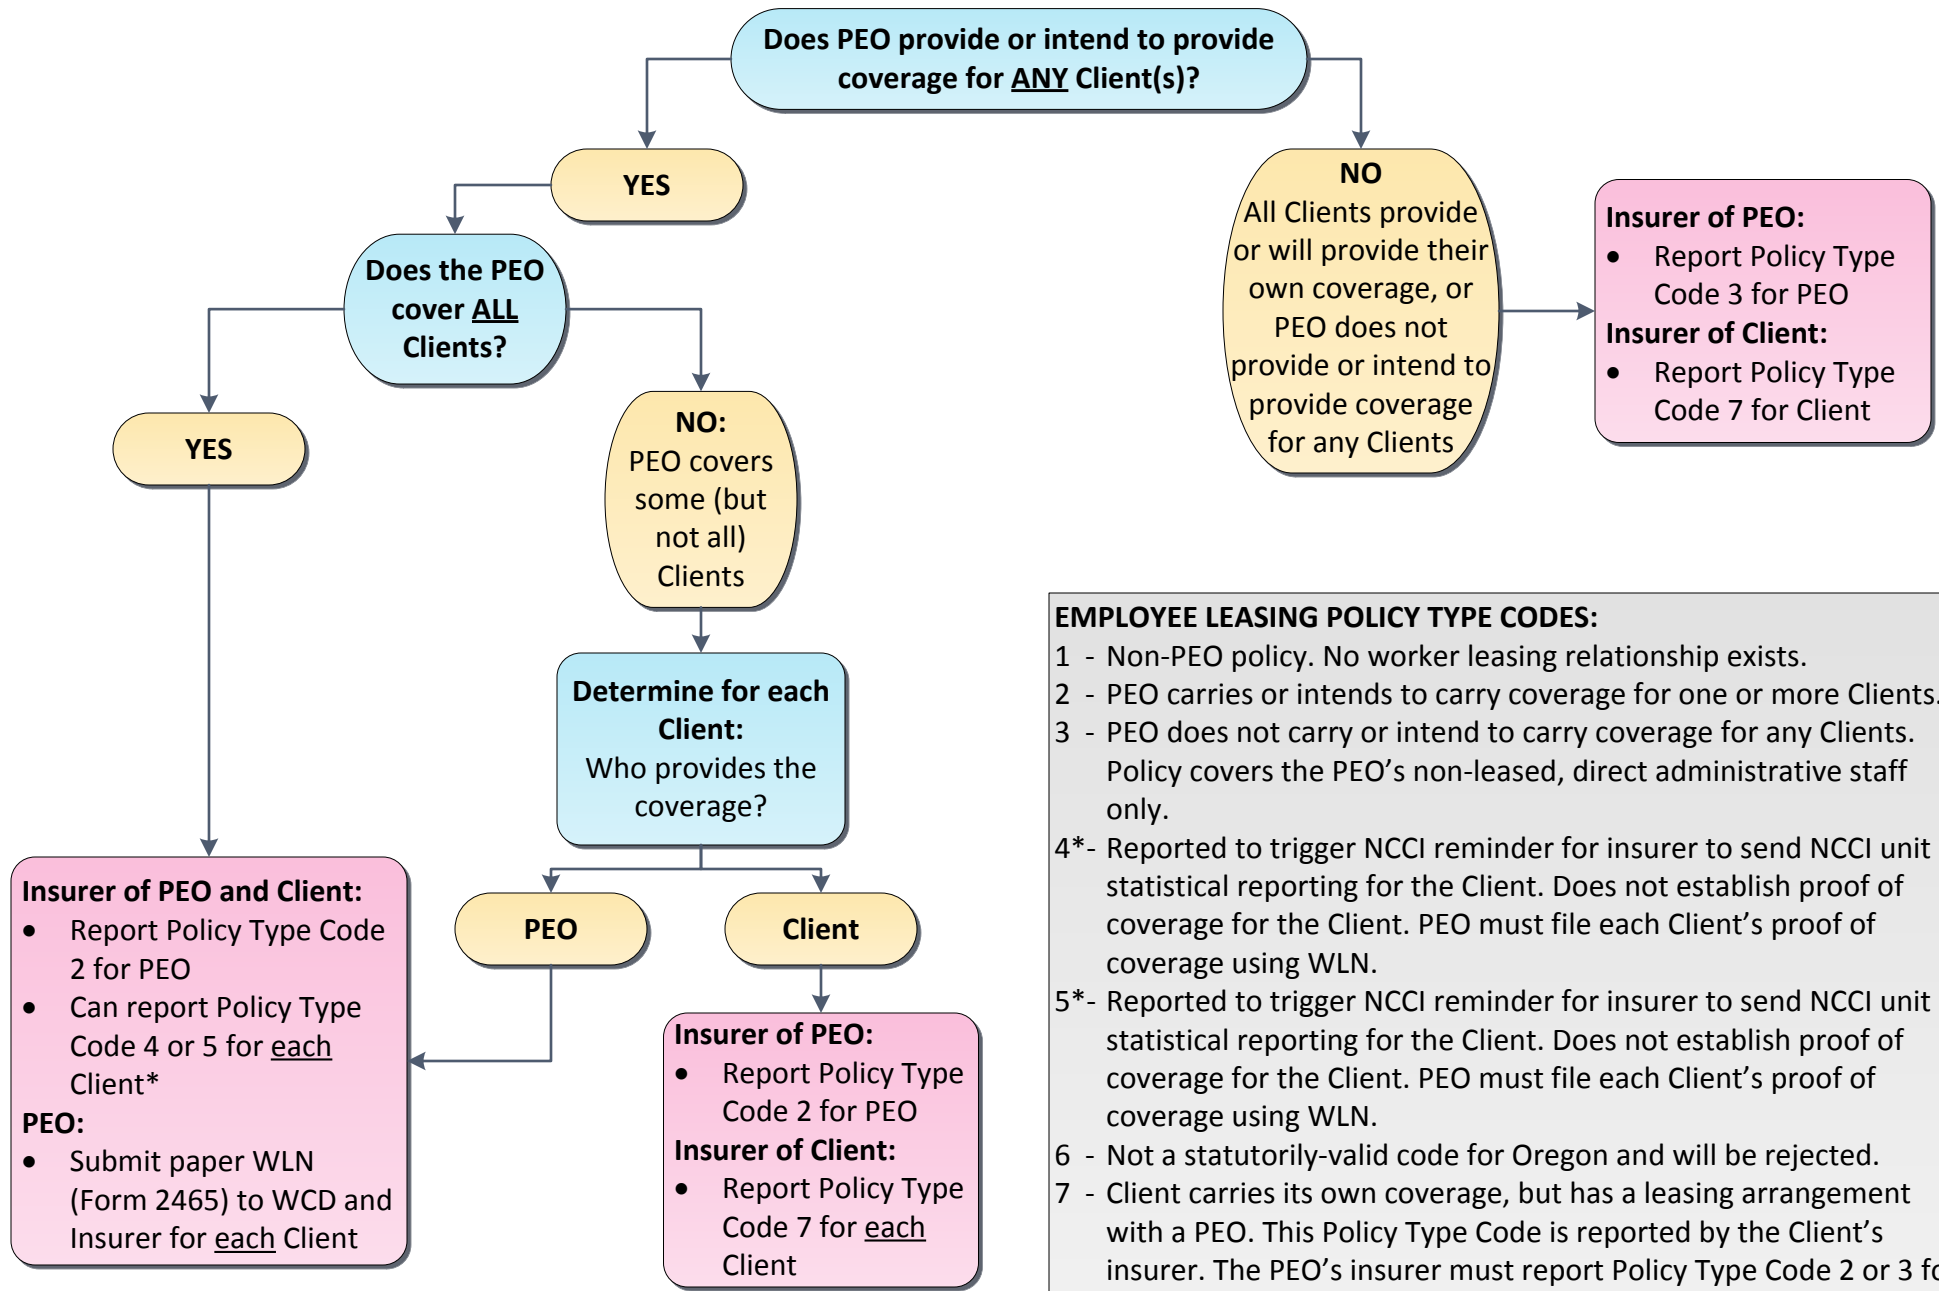 Does PEO provide or intend to provide
coverage for ANY Client(s)?
YES
NO
All Clients provide
or will provide their
own coverage, or
PEO does not
provide or intend to
provide coverage
for any Clients
Insurer of PEO:
• Report Policy Type
Code 3 for PEO
Insurer of Client:
• Report Policy Type
Code 7 for Client
Does the PEO
cover ALL
Clients?
YES
NO:
PEO covers
some (but
not all)
Clients
Determine for each
Client:
Who provides the
coverage?
PEO
Client
Insurer of PEO and Client:
• Report Policy Type Code
2 for PEO
• Can report Policy Type
Code 4 or 5 for each
Client*
PEO:
• Submit paper WLN
(Form 2465) to WCD and
Insurer for each Client
Insurer of PEO:
• Report Policy Type
Code 2 for PEO
Insurer of Client:
• Report Policy Type
Code 7 for each
Client
EMPLOYEE LEASING POLICY TYPE CODES:
1 - Non-PEO policy. No worker leasing relationship exists.
2 - PEO carries or intends to carry coverage for one or more Clients.
3 - PEO does not carry or intend to carry coverage for any Clients.
Policy covers the PEO’s non-leased, direct administrative staff
only.
4*- Reported to trigger NCCI reminder for insurer to send NCCI unit
statistical reporting for the Client. Does not establish proof of
coverage for the Client. PEO must file each Client’s proof of
coverage using WLN.
5*- Reported to trigger NCCI reminder for insurer to send NCCI unit
statistical reporting for the Client. Does not establish proof of
coverage for the Client. PEO must file each Client’s proof of
coverage using WLN.
6 - Not a statutorily-valid code for Oregon and will be rejected.
7 - Client carries its own coverage, but has a leasing arrangement
with a PEO. This Policy Type Code is reported by the Client’s
insurer. The PEO’s insurer must report Policy Type Code 2 or 3